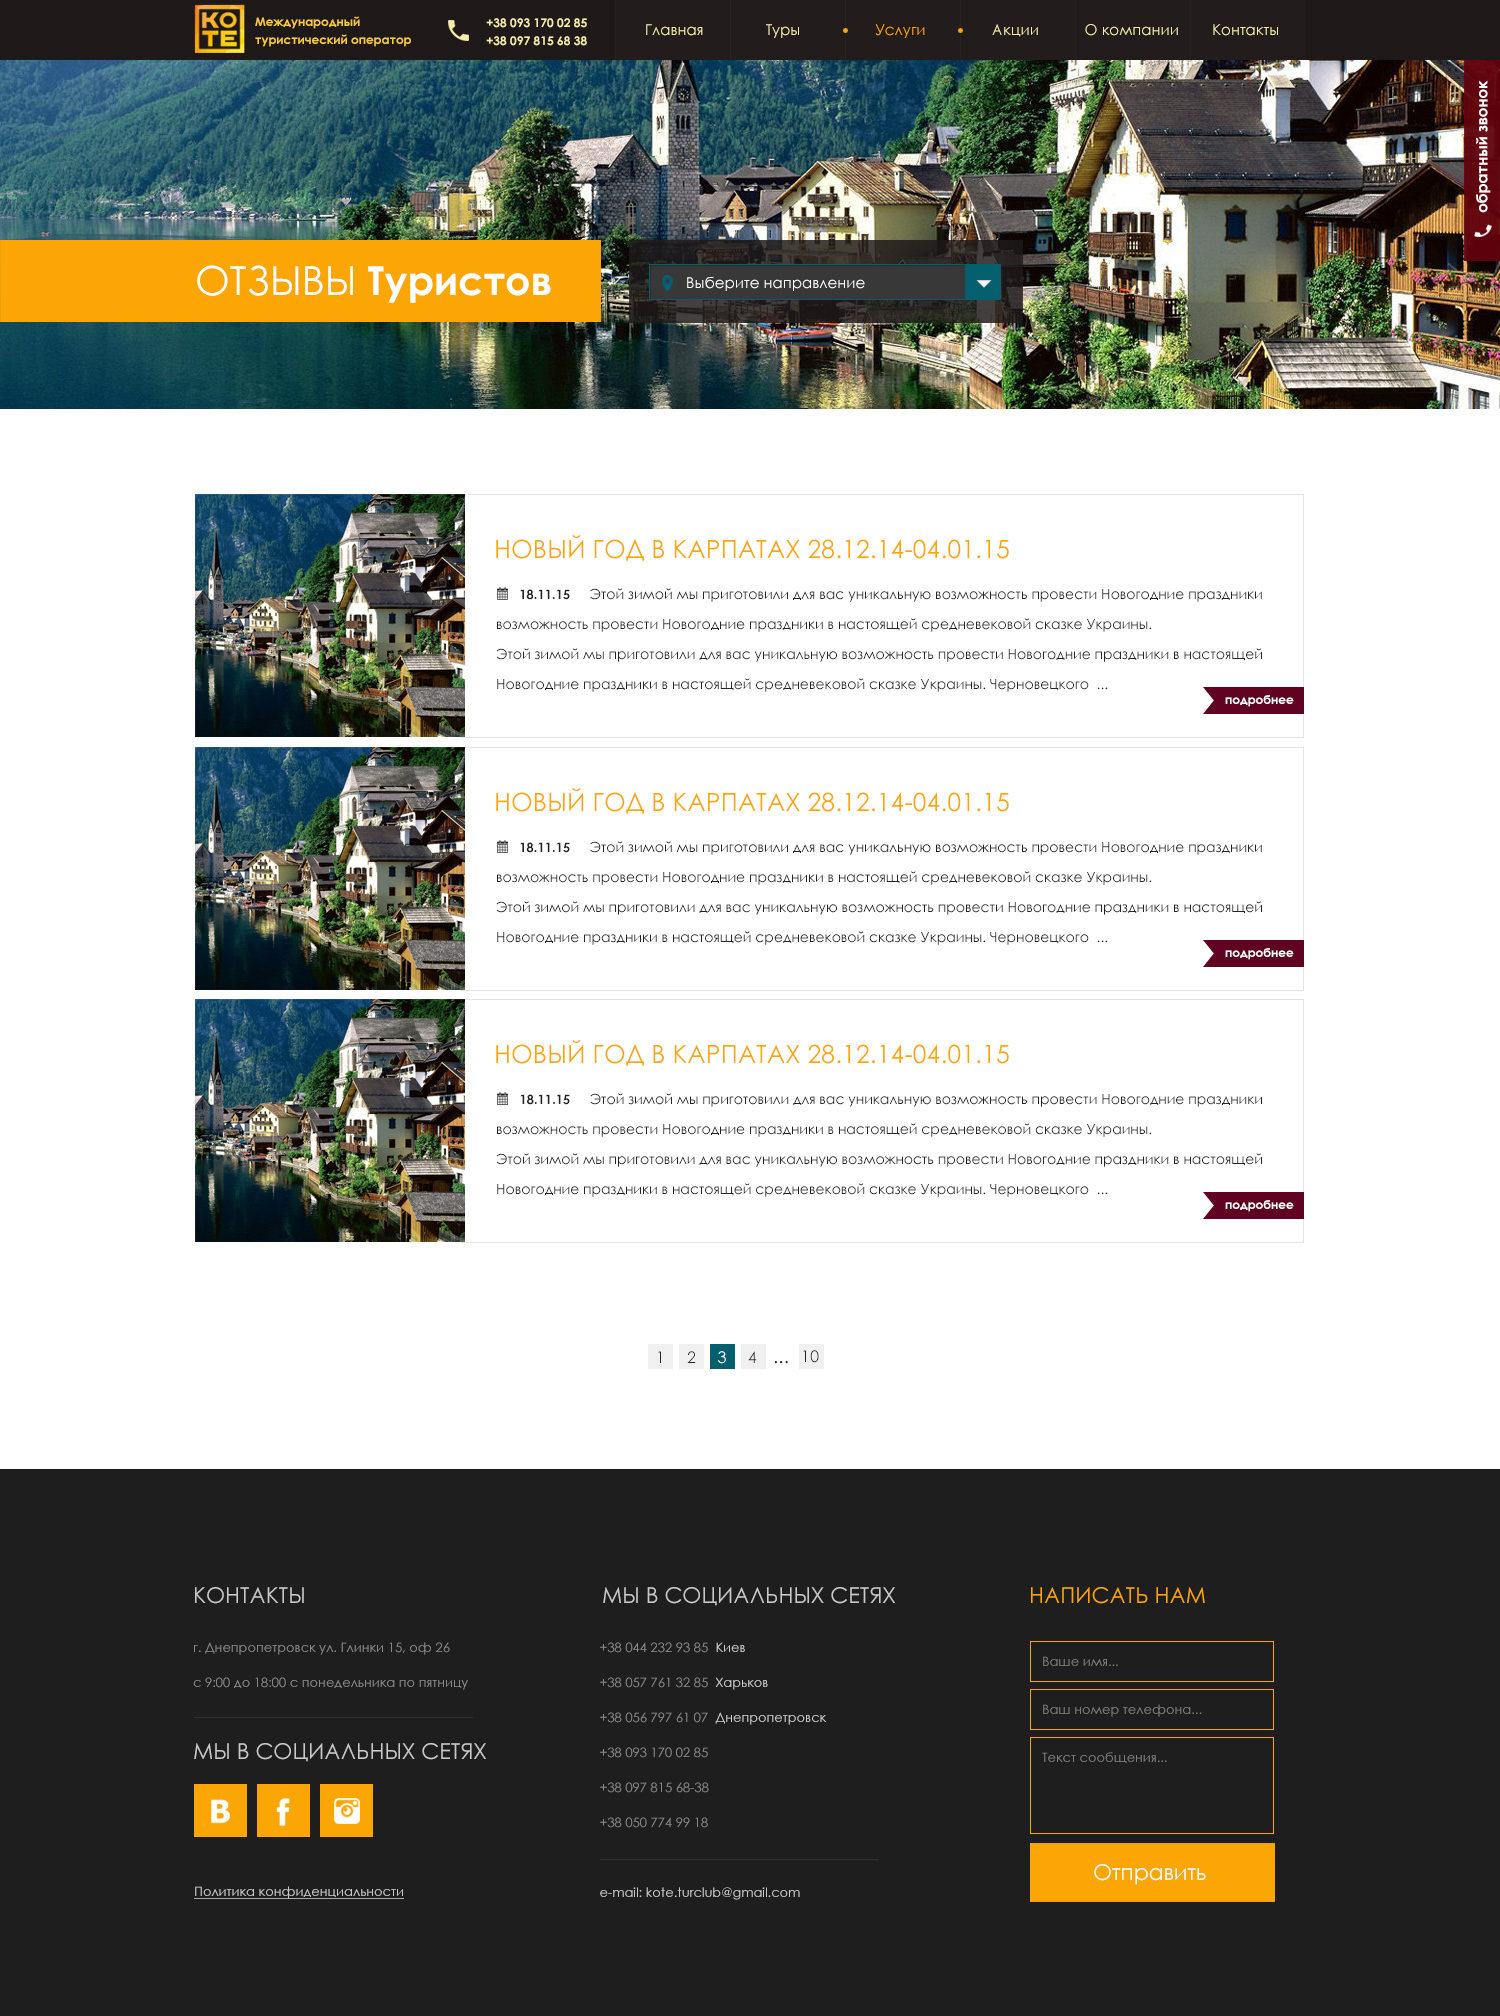 КОТЕ
Международный
туристический оператор
+38 093 170 02 85
+38 097 815 68 38
Главная
Туры
Услуги
Акции
О компании
Контакты
обратный звонок
ОТЗЫВЫ Туристов
Выберите направление
НОВЫЙ ГОД В КАРПАТАХ 28.12.14-04.01.15
18.11.15 Этой зимой мы приготовили для вас уникальную возможность провести Новогодние праздники
возможность провести Новогодние праздники в настоящей средневековой сказке Украины.
Этой зимой мы приготовили для вас уникальную возможность провести Новогодние праздники в настоящей
Новогодние праздники в настоящей средневековой сказке Украины. Черновецкого ...
подробнее
НОВЫЙ ГОД В КАРПАТАХ 28.12.14-04.01.15
18.11.15 Этой зимой мы приготовили для вас уникальную возможность провести Новогодние праздники
возможность провести Новогодние праздники в настоящей средневековой сказке Украины.
Этой зимой мы приготовили для вас уникальную возможность провести Новогодние праздники в настоящей
Новогодние праздники в настоящей средневековой сказке Украины. Черновецкого ...
подробнее
НОВЫЙ ГОД В КАРПАТАХ 28.12.14-04.01.15
18.11.15 Этой зимой мы приготовили для вас уникальную возможность провести Новогодние праздники
возможность провести Новогодние праздники в настоящей средневековой сказке Украины.
Этой зимой мы приготовили для вас уникальную возможность провести Новогодние праздники в настоящей
Новогодние праздники в настоящей средневековой сказке Украины. Черновецкого ...
подробнее
1 2 3 4 ... 10
КОНТАКТЫ
г. Днепропетровск ул. Глинки 15, оф 26
с 9:00 до 18:00 с понедельника по пятницу
МЫ В СОЦИАЛЬНЫХ СЕТЯХ
В f
Политика конфиденциальности
МЫ В СОЦИАЛЬНЫХ СЕТЯХ
+38 044 232 93 85 Киев
+38 057 761 32 85 Харьков
+38 056 797 61 07 Днепропетровск
+38 093 170 02 85
+38 097 815 68-38
+38 050 774 99 18
e-mail: kote.turclub@gmail.com
НАПИСАТЬ НАМ
Ваше имя...
Ваш номер телефона...
Текст сообщения...
Отправить